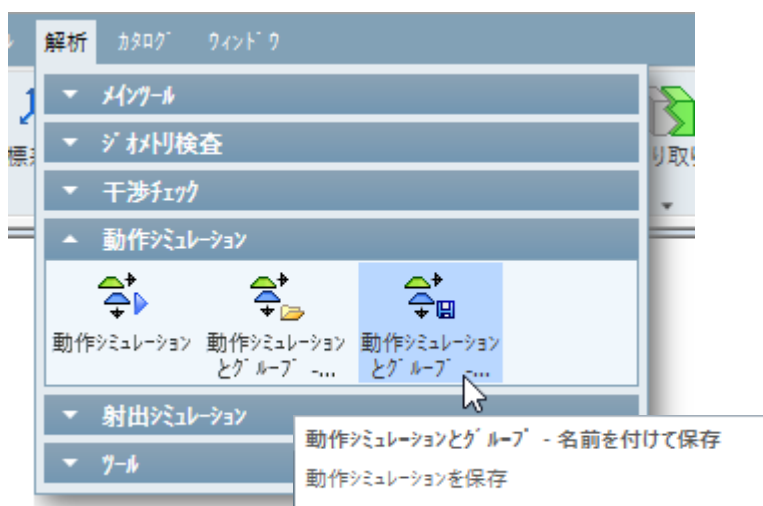 解析 ｶﾀﾛｸﾞ ｳｨﾝﾄﾞｳ
ﾒｲﾝﾂｰﾙ
ｼﾞｵﾒﾄﾘ検査
り取り
干渉ﾁｪｯｸ
動作ｼﾐｭﾚｰｼｮﾝ
動作ｼﾐｭﾚｰｼｮﾝ
動作ｼﾐｭﾚｰｼｮﾝ
とｸﾞﾙｰﾌﾟ -...
動作ｼﾐｭﾚｰｼｮﾝ
とｸﾞﾙｰﾌﾟ -...
射出ｼﾐｭﾚｰｼｮﾝ
ﾂｰﾙ
動作ｼﾐｭﾚｰｼｮﾝとｸﾞﾙｰﾌﾟ - 名前を付けて保存
動作ｼﾐｭﾚｰｼｮﾝを保存